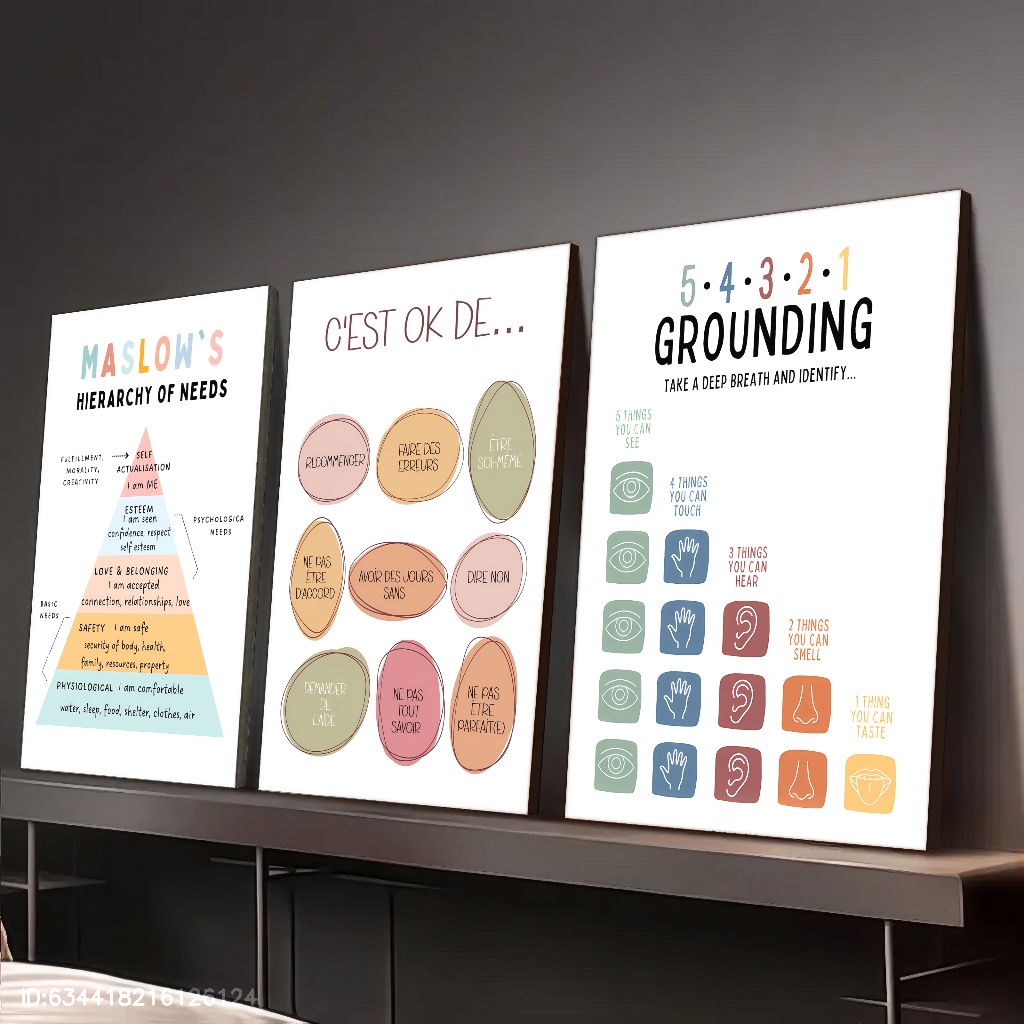 MASLOW`S
HIERARCHY OF NEEDS
FULFILLMENT,
MORALITY,
CREATIVITY
SELF
ACTUALISATION
I am ME
ESTEEM
I am seen
confidence, respect
self esteem
PSYCHOLOGICA
NEEDS
LOVE & BELONGING
I am accepted
connection, relationships, love
BASIC
NEEDS
SAFETY I am safe
security of body, health,
family, resources, property
PHYSIOLOGICAL I am comfortable
water, sleep, food, shelter, clothes, air
C'EST OK DE...
RECOMMENCER
FAIRE DES
ERREURS
ÊTRE
SOI-MÊME
NE PAS
ÊTRE
D'ACCORD
AVOIR DES JOURS
SANS
DIRE NON
DEMANDER
DE
L'AIDE
NE PAS
TOUT
SAVOIR
NE PAS
ÊTRE
PARFAIT(E)
5·4·3·2·1
GROUNDING
TAKE A DEEP BREATH AND IDENTIFY...
5 THINGS
YOU CAN
SEE
4 THINGS
YOU CAN
TOUCH
3 THINGS
YOU CAN
HEAR
2 THINGS
YOU CAN
SMELL
1 THING
YOU CAN
TASTE